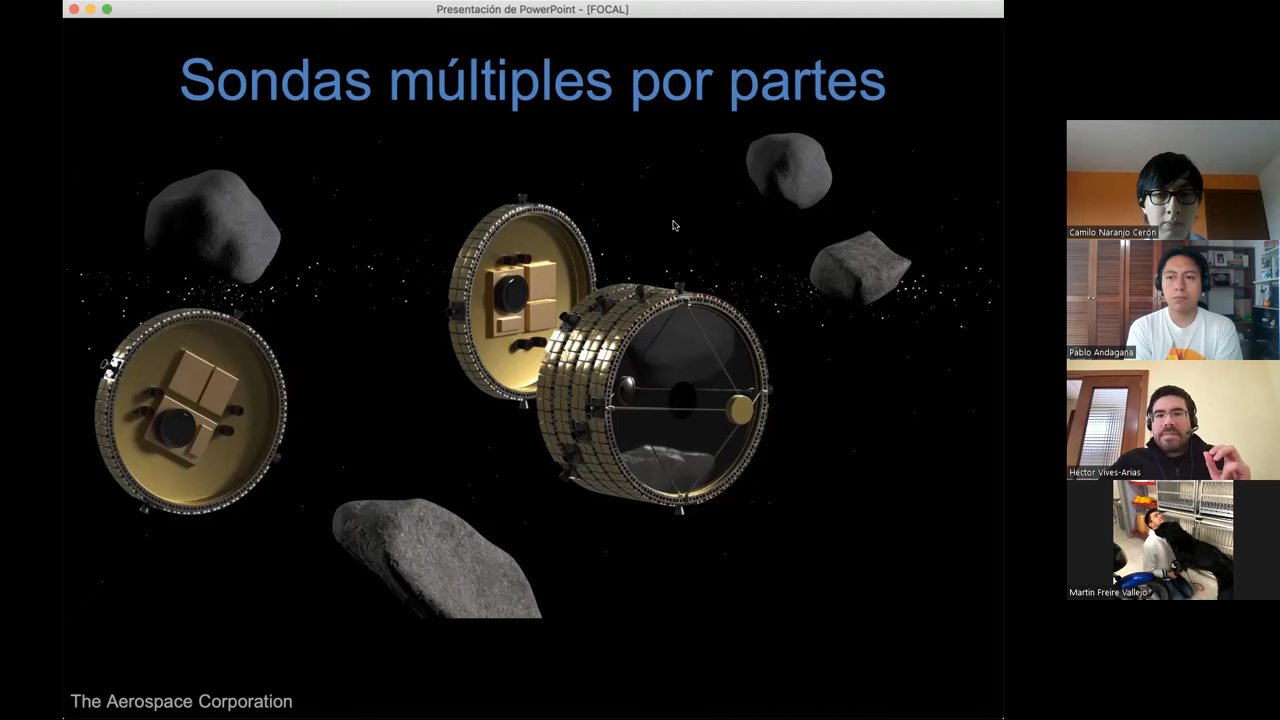 Presentación de PowerPoint - [FOCAL]
Sondas múltiples por partes
The Aerospace Corporation
Camilo Naranjo Cerón
Pablo Andagana
Héctor Vives-Arias
Martin Freire Vallejo